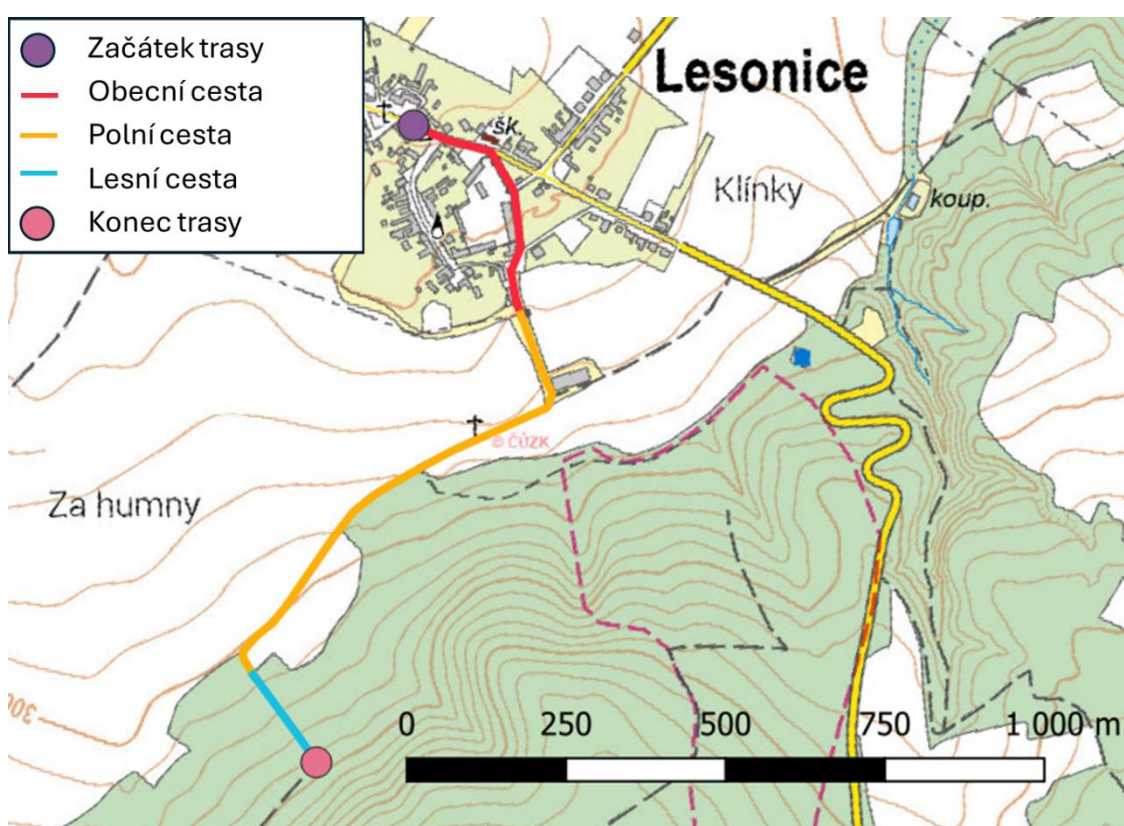 Začátek trasy
Obecní cesta
Polní cesta
Lesní cesta
Konec trasy
Lesonice
šk.
Klínky
koup.
© ČÚZK
Za humny
300
0 250 500 750 1 000 m